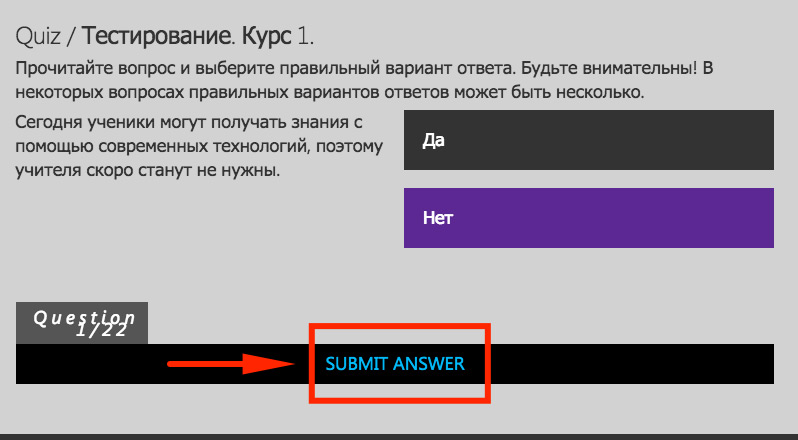 Quiz / Тестирование. Курс 1.
Прочитайте вопрос и выберите правильный вариант ответа. Будьте внимательны! В
некоторых вопросах правильных вариантов ответов может быть несколько.
Сегодня ученики могут получать знания с
помощью современных технологий, поэтому
учителя скоро станут не нужны.
Да
Нет
Question
1/22
SUBMIT ANSWER